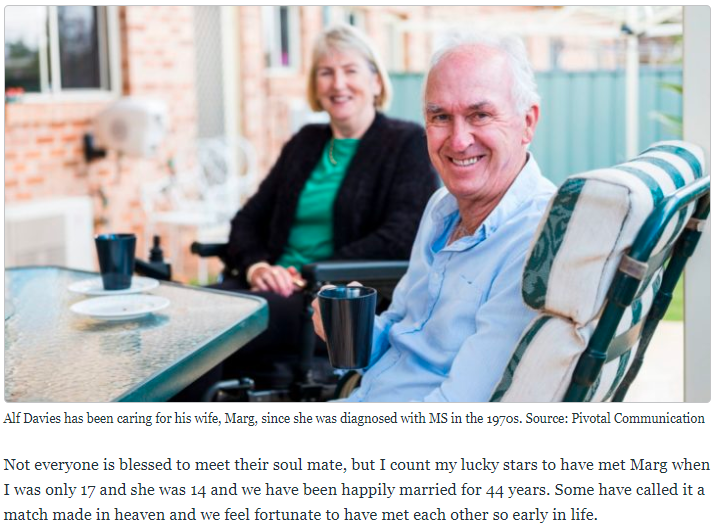 Alf Davies has been caring for his wife, Marg, since she was diagnosed with MS in the 1970s. Source: Pivotal Communication
Not everyone is blessed to meet their soul mate, but I count my lucky stars to have met Marg when
I was only 17 and she was 14 and we have been happily married for 44 years. Some have called it a
match made in heaven and we feel fortunate to have met each other so early in life.